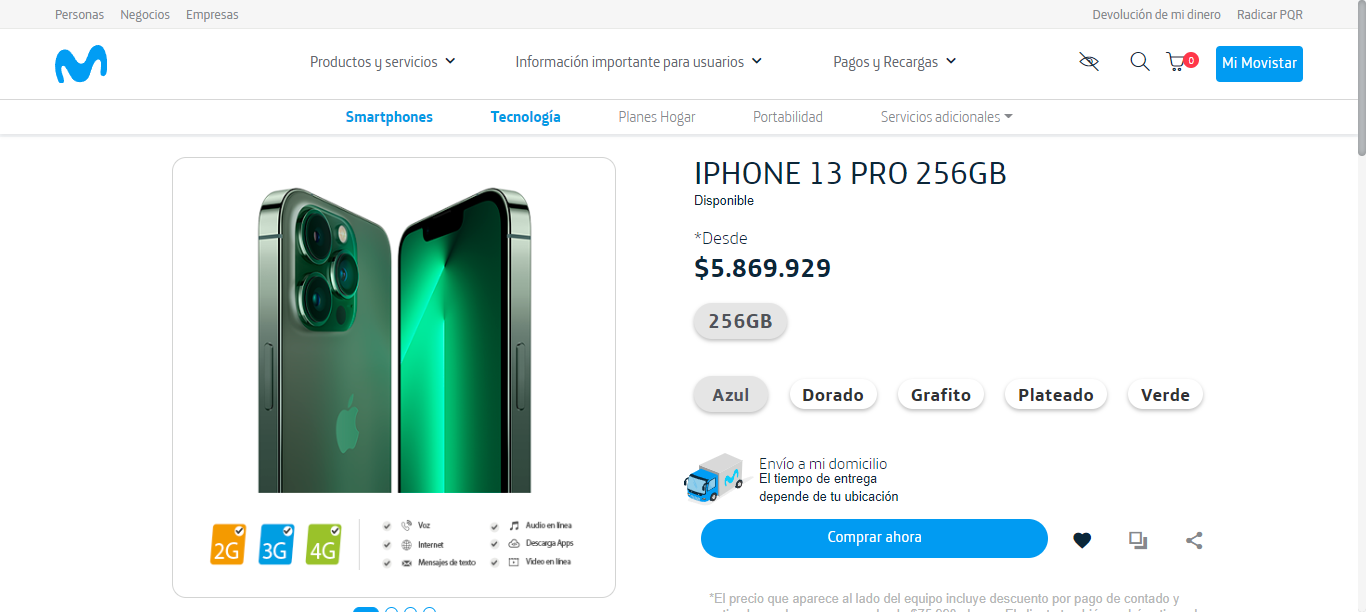 Personas Negocios Empresas Devolución de mi dinero Radicar PQR
Productos y servicios Información importante para usuarios Pagos y Recargas 0 Mi Movistar
Smartphones Tecnología Planes Hogar Portabilidad Servicios adicionales
IPHONE 13 PRO 256GB
Disponible
*Desde
$5.869.929
256GB
Azul Dorado Grafito Plateado Verde
Envío a mi domicilio
El tiempo de entrega
depende de tu ubicación
Comprar ahora
2G 3G 4G
Voz
Internet
Mensajes de texto
Audio en línea
Descarga Apps
Video en línea
*El precio que aparece al lado del equipo incluye descuento por pago de contado y